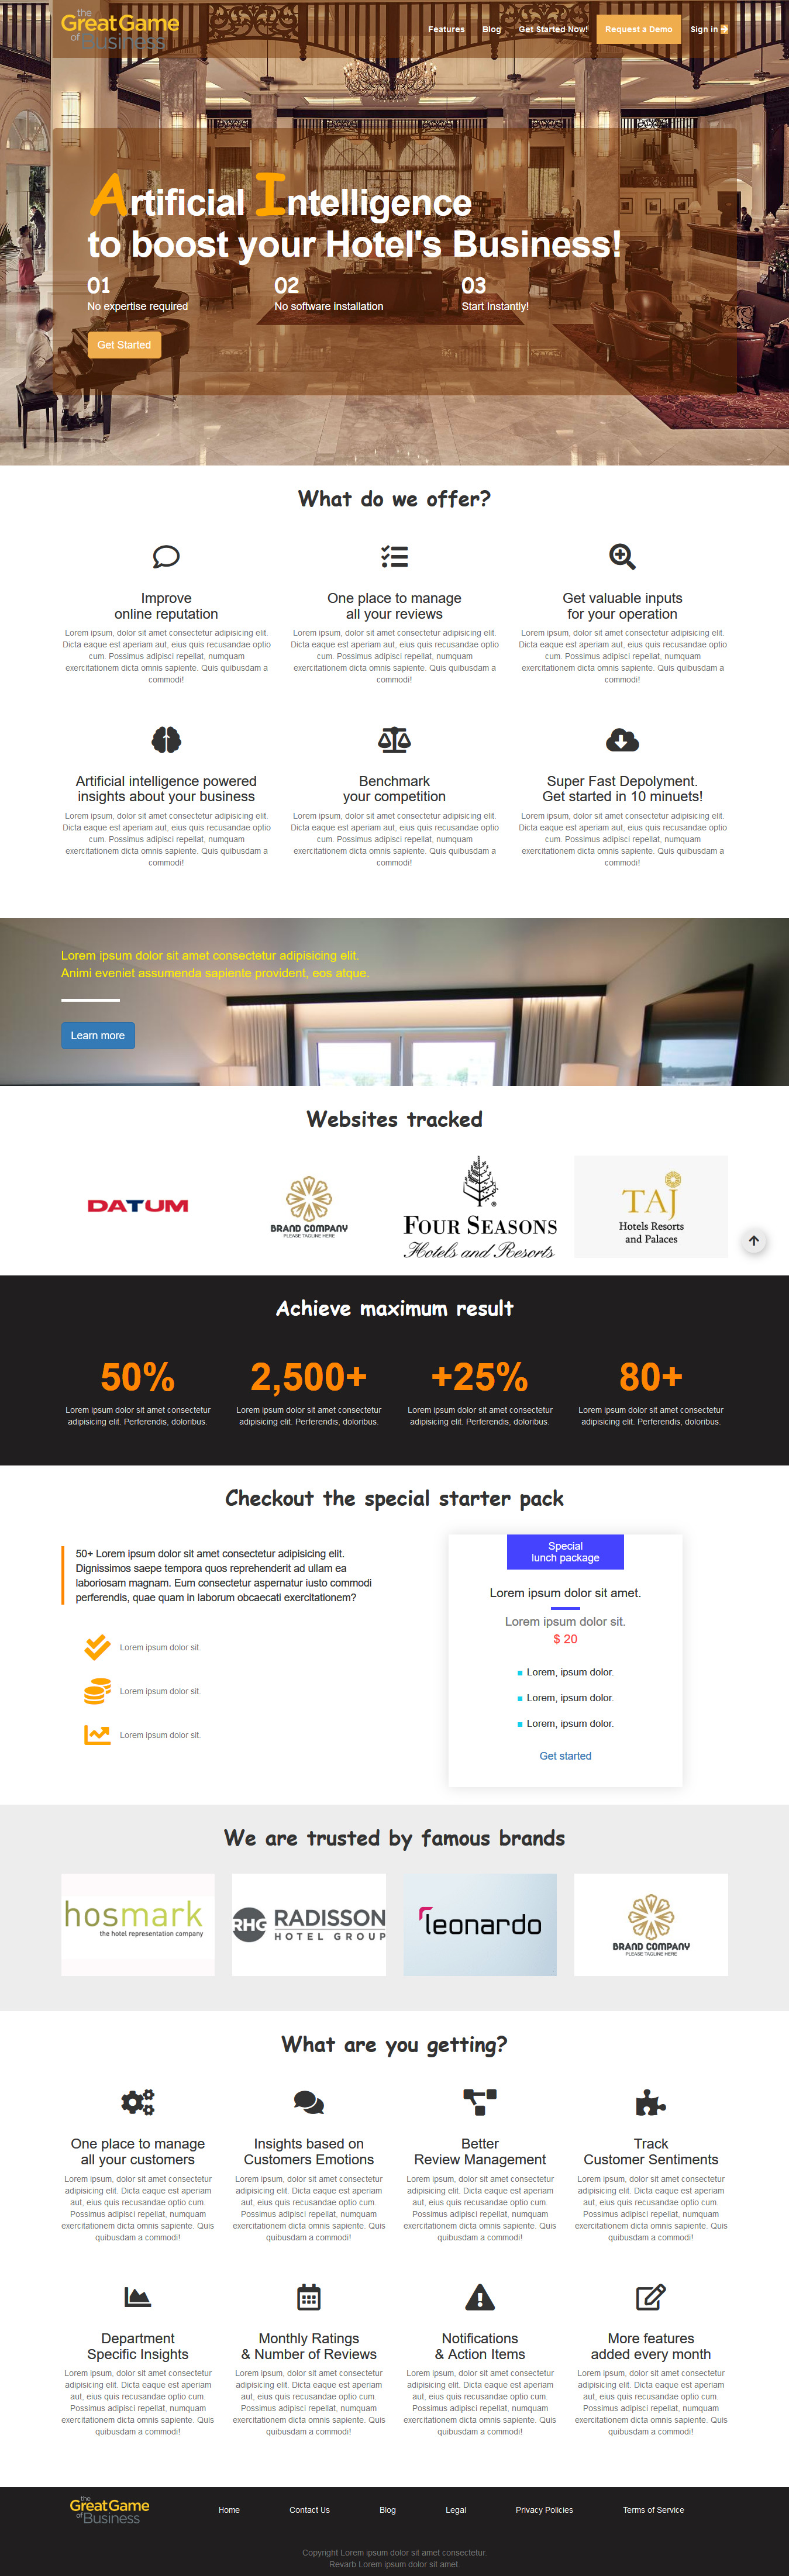 the
GreatGame
of Business
Features Blog Get Started Now! Request a Demo Sign in
Artificial Intelligence
to boost your Hotel's Business!
01
No expertise required
02
No software installation
03
Start Instantly!
Get Started
What do we offer?
Improve
online reputation
Lorem ipsum, dolor sit amet consectetur adipisicing elit.
Dicta eaque est aperiam aut, eius quis recusandae optio
cum. Possimus adipisci repellat, numquam
exercitationem dicta omnis sapiente. Quis quibusdam a
commodi!
One place to manage
all your reviews
Lorem ipsum, dolor sit amet consectetur adipisicing elit.
Dicta eaque est aperiam aut, eius quis recusandae optio
cum. Possimus adipisci repellat, numquam
exercitationem dicta omnis sapiente. Quis quibusdam a
commodi!
Get valuable inputs
for your operation
Lorem ipsum, dolor sit amet consectetur adipisicing elit.
Dicta eaque est aperiam aut, eius quis recusandae optio
cum. Possimus adipisci repellat, numquam
exercitationem dicta omnis sapiente. Quis quibusdam a
commodi!
Artificial intelligence powered
insights about your business
Lorem ipsum, dolor sit amet consectetur adipisicing elit.
Dicta eaque est aperiam aut, eius quis recusandae optio
cum. Possimus adipisci repellat, numquam
exercitationem dicta omnis sapiente. Quis quibusdam a
commodi!
Benchmark
your competition
Lorem ipsum, dolor sit amet consectetur adipisicing elit.
Dicta eaque est aperiam aut, eius quis recusandae optio
cum. Possimus adipisci repellat, numquam
exercitationem dicta omnis sapiente. Quis quibusdam a
commodi!
Super Fast Depolyment.
Get started in 10 minuets!
Lorem ipsum, dolor sit amet consectetur adipisicing elit.
Dicta eaque est aperiam aut, eius quis recusandae optio
cum. Possimus adipisci repellat, numquam
exercitationem dicta omnis sapiente. Quis quibusdam a
commodi!
Lorem ipsum dolor sit amet consectetur adipisicing elit.
Animi eveniet assumenda sapiente provident, eos atque.
Learn more
Websites tracked
DATUM
BRAND COMPANY
PLEASE TAGLINE HERE
FOUR SEASONS
Hotels and Resorts
TAJ
Hotels Resorts
and Palaces
Achieve maximum result
50%
Lorem ipsum dolor sit amet consectetur
adipisicing elit. Perferendis, doloribus.
2,500+
Lorem ipsum dolor sit amet consectetur
adipisicing elit. Perferendis, doloribus.
+25%
Lorem ipsum dolor sit amet consectetur
adipisicing elit. Perferendis, doloribus.
80+
Lorem ipsum dolor sit amet consectetur
adipisicing elit. Perferendis, doloribus.
Checkout the special starter pack
50+ Lorem ipsum dolor sit amet consectetur adipisicing elit.
Dignissimos saepe tempora quos reprehenderit ad ullam ea
laboriosam magnam. Eum consectetur aspernatur iusto commodi
perferendis, quae quam in laborum obcaecati exercitationem?
Lorem ipsum dolor sit.
Lorem ipsum dolor sit.
Lorem ipsum dolor sit.
Special
lunch package
Lorem ipsum dolor sit amet.
Lorem ipsum dolor sit.
$ 20
Lorem, ipsum dolor.
Lorem, ipsum dolor.
Lorem, ipsum dolor.
Get started
We are trusted by famous brands
hosmark
the hotel representation company
RHG RADISSON
HOTEL GROUP
leonardo
BRAND COMPANY
PLEASE TAGLINE HERE
What are you getting?
One place to manage
all your customers
Lorem ipsum, dolor sit amet consectetur
adipisicing elit. Dicta eaque est aperiam
aut, eius quis recusandae optio cum.
Possimus adipisci repellat, numquam
exercitationem dicta omnis sapiente. Quis
quibusdam a commodi!
Insights based on
Customers Emotions
Lorem ipsum, dolor sit amet consectetur
adipisicing elit. Dicta eaque est aperiam
aut, eius quis recusandae optio cum.
Possimus adipisci repellat, numquam
exercitationem dicta omnis sapiente. Quis
quibusdam a commodi!
Better
Review Management
Lorem ipsum, dolor sit amet consectetur
adipisicing elit. Dicta eaque est aperiam
aut, eius quis recusandae optio cum.
Possimus adipisci repellat, numquam
exercitationem dicta omnis sapiente. Quis
quibusdam a commodi!
Track
Customer Sentiments
Lorem ipsum, dolor sit amet consectetur
adipisicing elit. Dicta eaque est aperiam
aut, eius quis recusandae optio cum.
Possimus adipisci repellat, numquam
exercitationem dicta omnis sapiente. Quis
quibusdam a commodi!
Department
Specific Insights
Lorem ipsum, dolor sit amet consectetur
adipisicing elit. Dicta eaque est aperiam
aut, eius quis recusandae optio cum.
Possimus adipisci repellat, numquam
exercitationem dicta omnis sapiente. Quis
quibusdam a commodi!
Monthly Ratings
& Number of Reviews
Lorem ipsum, dolor sit amet consectetur
adipisicing elit. Dicta eaque est aperiam
aut, eius quis recusandae optio cum.
Possimus adipisci repellat, numquam
exercitationem dicta omnis sapiente. Quis
quibusdam a commodi!
Notifications
& Action Items
Lorem ipsum, dolor sit amet consectetur
adipisicing elit. Dicta eaque est aperiam
aut, eius quis recusandae optio cum.
Possimus adipisci repellat, numquam
exercitationem dicta omnis sapiente. Quis
quibusdam a commodi!
More features
added every month
Lorem ipsum, dolor sit amet consectetur
adipisicing elit. Dicta eaque est aperiam
aut, eius quis recusandae optio cum.
Possimus adipisci repellat, numquam
exercitationem dicta omnis sapiente. Quis
quibusdam a commodi!
the
GreatGame
of Business
Home Contact Us Blog Legal Privacy Policies Terms of Service
Copyright Lorem ipsum dolor sit amet consectetur.
Revarb Lorem ipsum dolor sit amet.